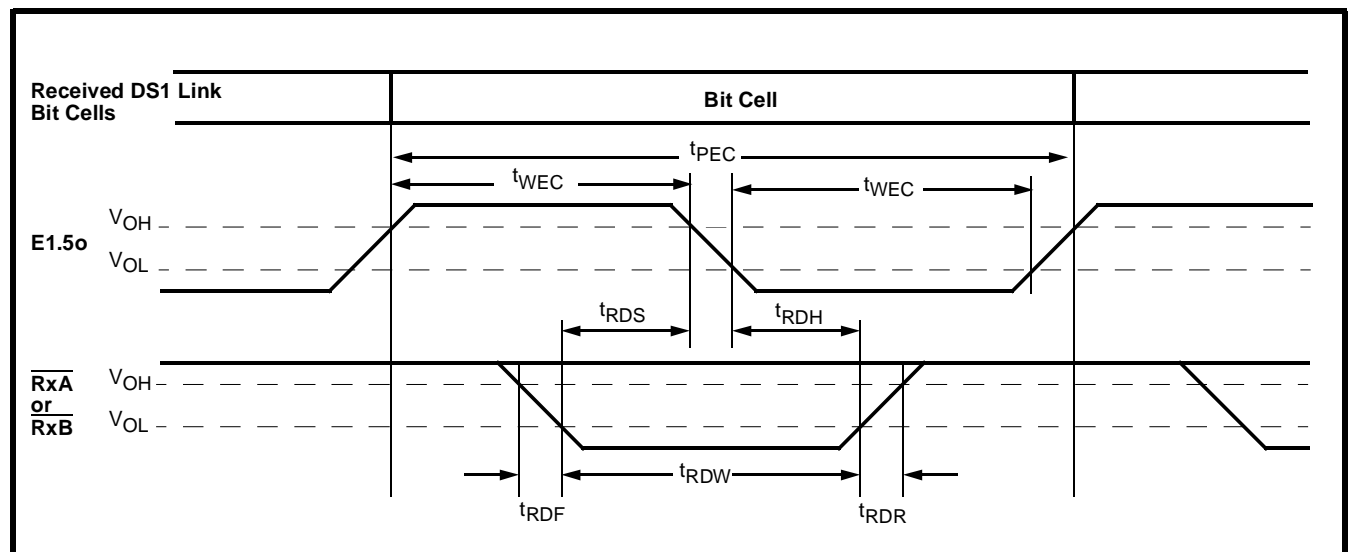 Received DS1 Link
Bit Cells
Bit Cell
tPEC
tWEC
tWEC
VOH
E1.5o
VOL
tRDS
tRDH
RxA
or
RxB
VOH
VOL
tRDW
tRDF
tRDR